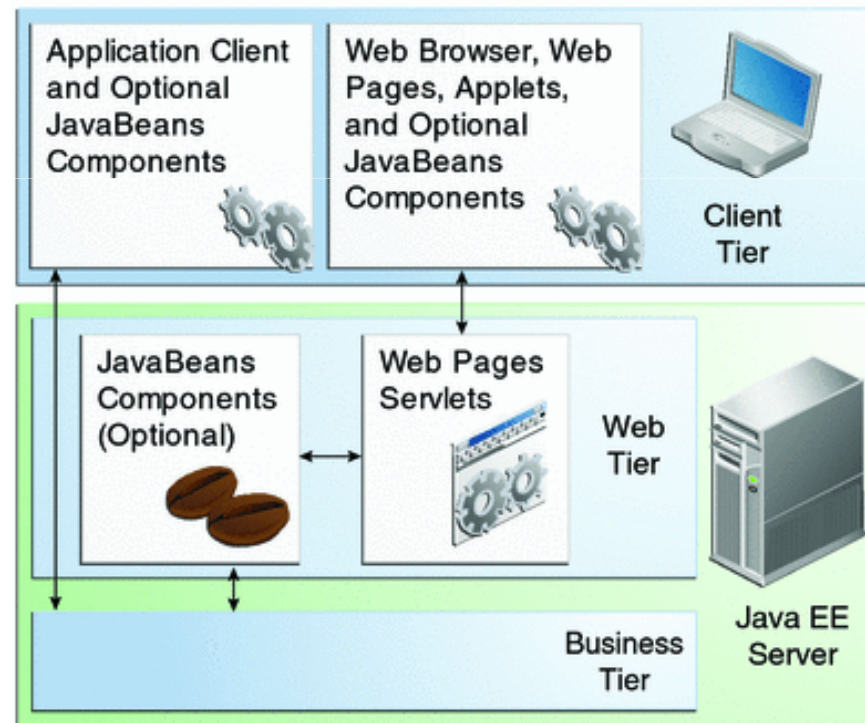 Application Client
and Optional
JavaBeans
Components
Web Browser, Web
Pages, Applets,
and Optional
JavaBeans
Components
Client
Tier
JavaBeans
Components
(Optional)
Web Pages
Servlets
Web
Tier
Java EE
Server
Business
Tier